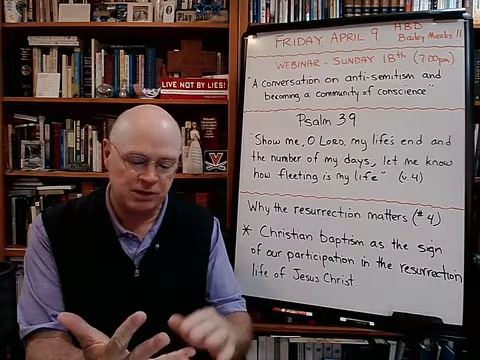 Play Ball
LIVE NOT BY LIES!
FRIDAY APRIL 9
HBD
Bailey Meeks !!
WEBINAR - SUNDAY 18th (7:00pm)
"A conversation on anti-semitism and
becoming a community of conscience"
Psalm 39
"Show me, O LORD, my life's end and
the number of my days, let me know
how fleeting is my life" (v. 4)
Why the resurrection matters (#4)
* Christian baptism as the sign
of our participation in the resurrection
life of Jesus Christ